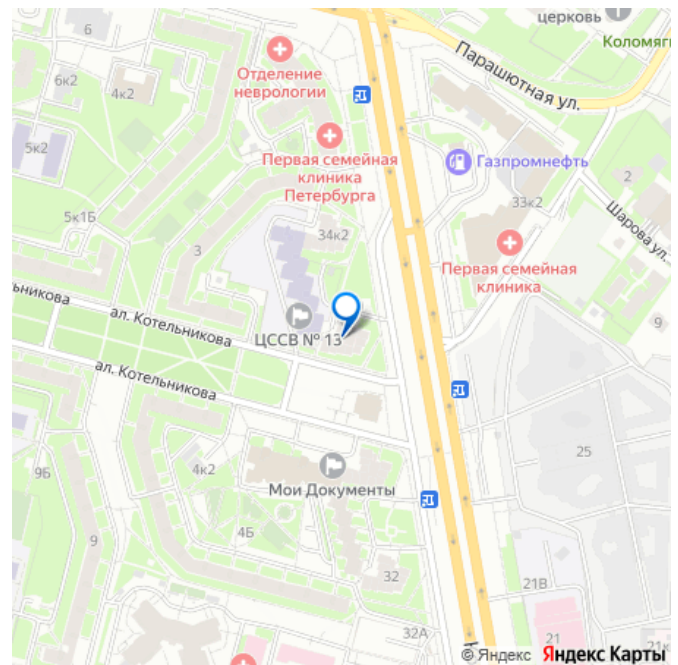 церковь
6
Коломяг
Отделение
неврологии
6к2
4к2
Парашютная ул.
5к2
Первая семейная
клиника
Петербурга
Газпромнефть
2
33к2
Шарова ул.
5к1Б
34к2
3
Первая семейная
клиника
ьникова
ал. Котельникова
ЦССВ № 13
9
ал. Котельникова
25
4к2
9Б
Мои Документы
4Б
9
32
21В
32А
21
21к
© Яндекс Яндекс Карты